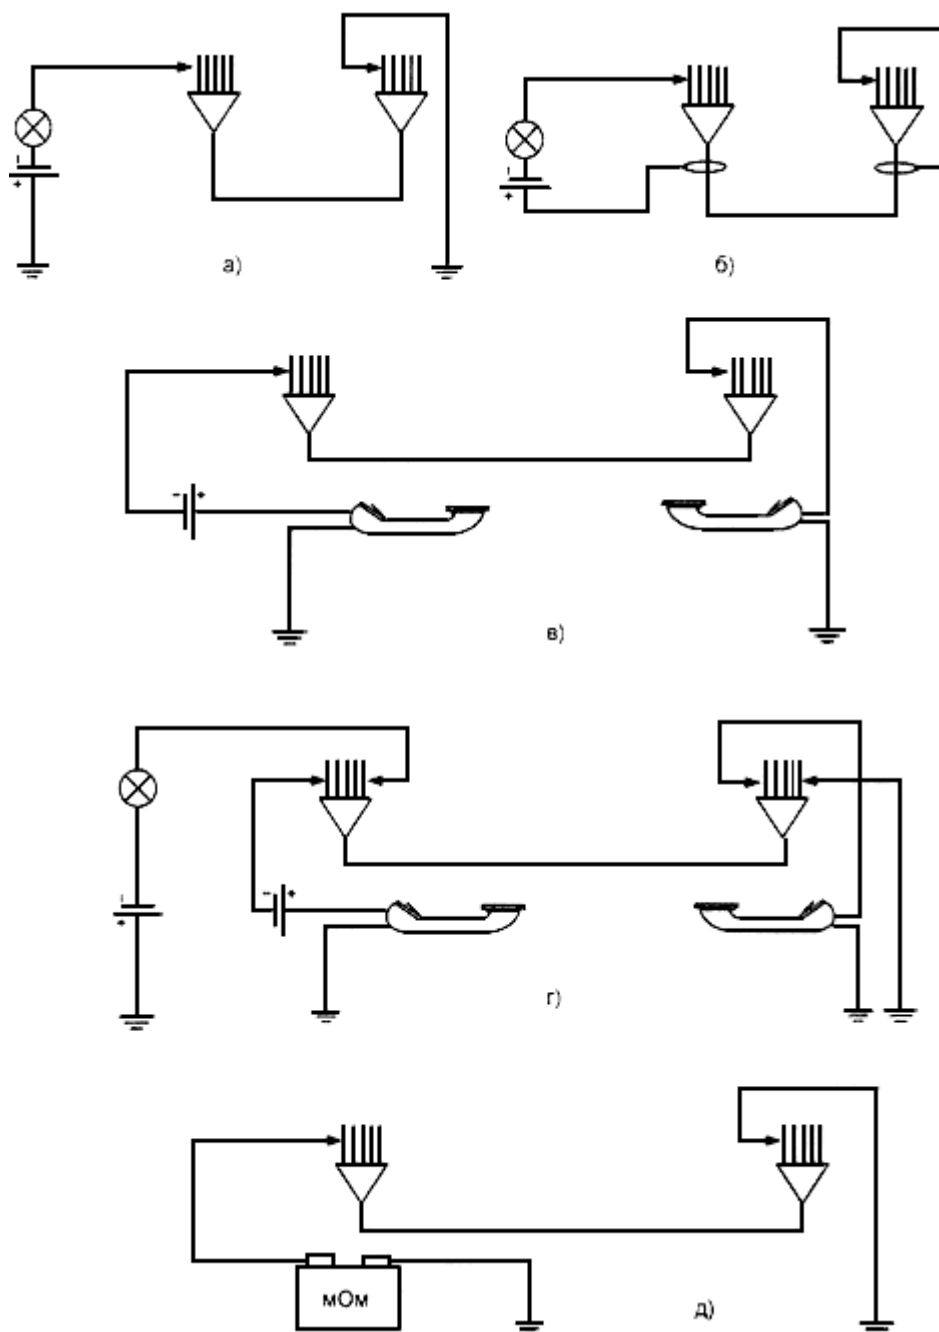 - +
а)
- +
б)
- +
в)
- +
- +
г)
мОм
д)